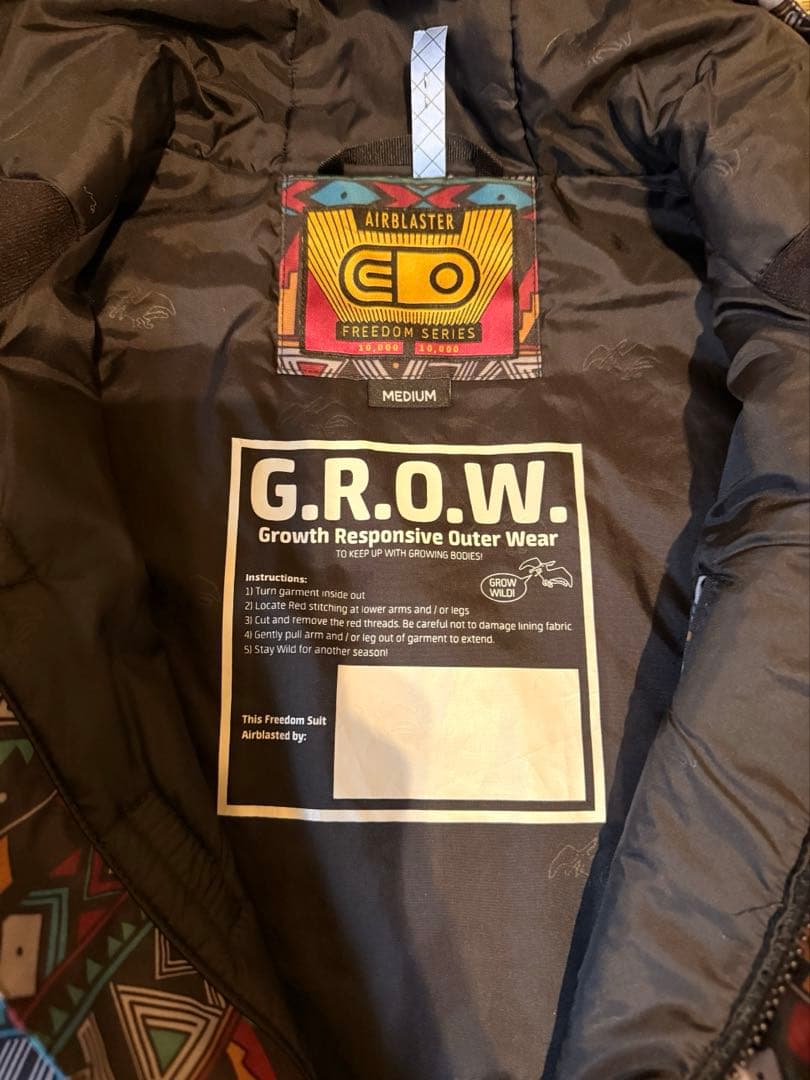 AIRBLASTER
FREEDOM SERIES
10,000 10,000
MEDIUM
G.R.O.W.
Growth Responsive Outer Wear
TO KEEP UP WITH GROWING BODIES!
GROW
WILD!
Instructions:
1) Turn garment inside out
2) Locate Red stitching at lower arms and / or legs
3) Cut and remove the red threads. Be careful not to damage lining fabric
4) Gently pull arm and / or leg out of garment to extend.
5) Stay Wild for another season!
This Freedom Suit
Airblasted by: